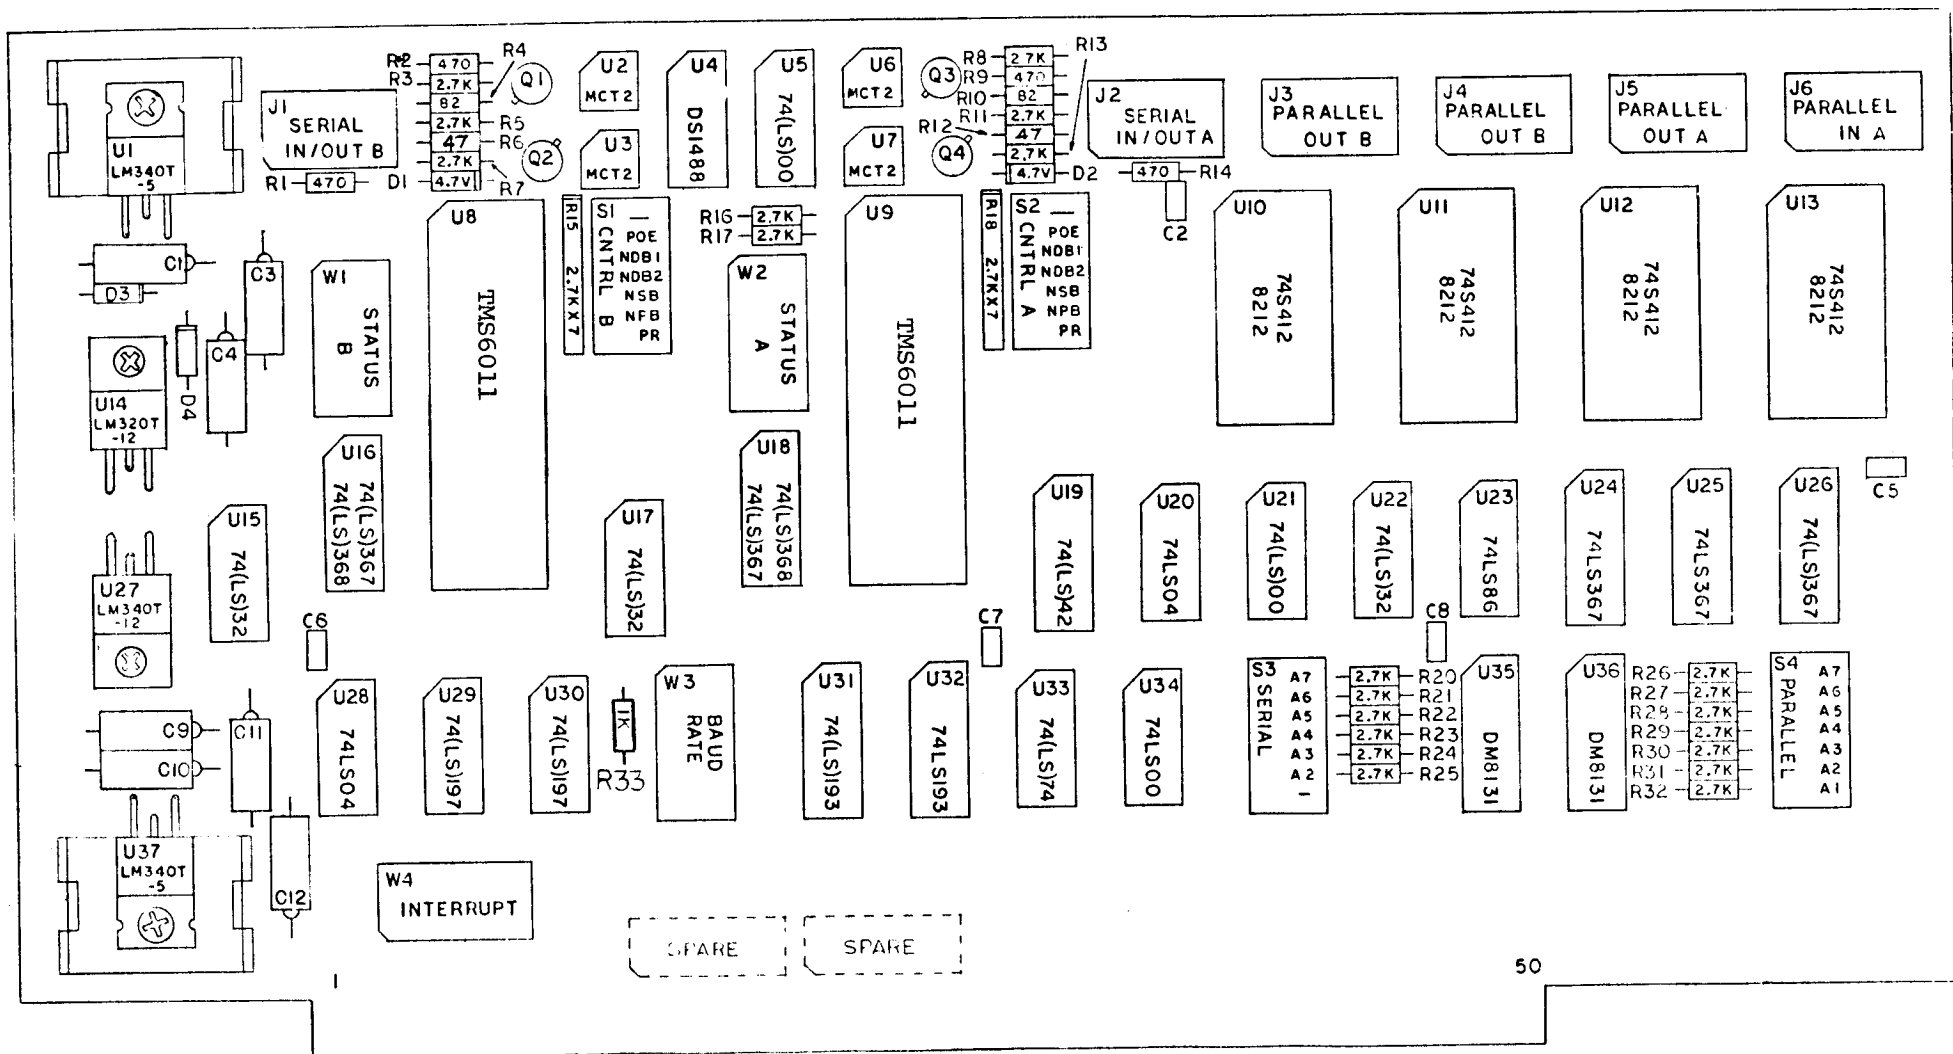 U1
LM340T
-5
J1
SERIAL
IN/OUT B
R1
470
D1
R2
470
R3
2.7K
82
R4
2.7K
R5
47
R6
2.7K
R7
4.7V
Q1
Q2
U2
MCT2
U3
MCT2
U4
DS1488
U5
74(LS)00
U6
MCT2
U7
MCT2
Q3
Q4
R8
2.7K
R9
470
R10
82
R11
2.7K
R12
47
R13
2.7K
4.7V
D2
J2
SERIAL
IN/OUT A
470
R14
C2
J3
PARALLEL
OUT B
J4
PARALLEL
OUT B
J5
PARALLEL
OUT A
J6
PARALLEL
IN A
C1
D3
C3
C4
D4
W1
STATUS
B
U8
TMS6011
R15 2.7KX7
S1
CNTRL B
—
POE
NDB1
NDB2
NSB
NFB
PR
R16
2.7K
R17
2.7K
W2
STATUS
A
U9
TMS6011
R18 2.7KX7
S2
CNTRL A
—
POE
NDB1
NDB2
NSB
NPB
PR
U10
74S412
8212
U11
74S412
8212
U12
74S412
8212
U13
74S412
8212
U14
LM320T
-12
U15
74(LS)32
U16
74(LS)367
74(LS)368
U17
74(LS)32
U18
74(LS)368
74(LS)367
U19
74(LS)42
U20
74LS04
U21
74(LS)00
U22
74(LS)32
U23
74LS86
U24
74LS367
U25
74LS367
U26
74(LS)367
C5
U27
LM340T
-12
C6
C7
C8
C9
C10
C11
C12
U28
74LS04
U29
74(LS)197
U30
74(LS)197
1K
R33
W3
BAUD
RATE
U31
74(LS)193
U32
74LS193
U33
74(LS)74
U34
74LS00
S3
SERIAL
A7
A6
A5
A4
A3
A2
—
2.7K
R20
2.7K
R21
2.7K
R22
2.7K
R23
2.7K
R24
2.7K
R25
U35
DM8131
U36
DM8131
R26
2.7K
R27
2.7K
R28
2.7K
R29
2.7K
R30
2.7K
R31
2.7K
R32
2.7K
S4
PARALLEL
A7
A6
A5
A4
A3
A2
A1
U37
LM340T
-5
W4
INTERRUPT
SPARE
SPARE
1
50